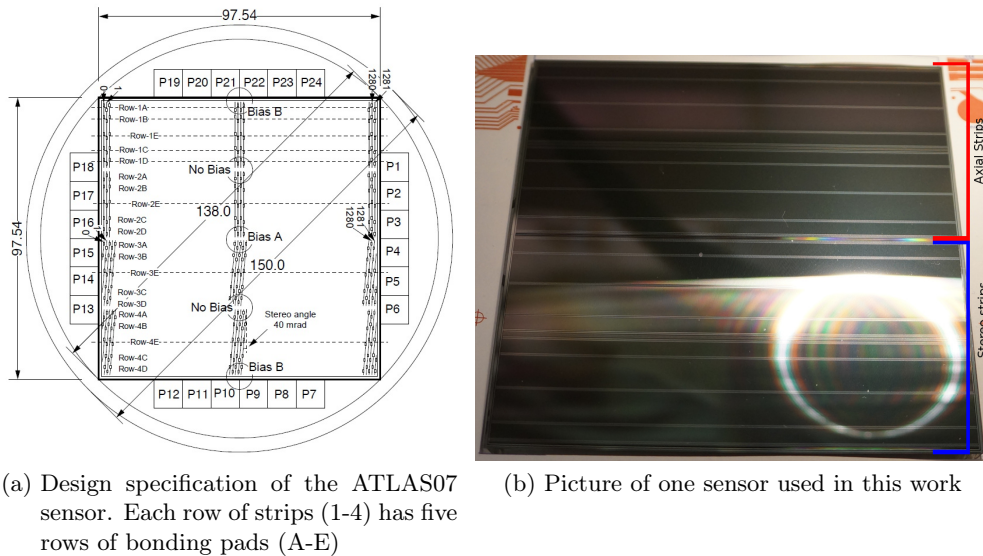 97.54
P19 P20 P21 P22 P23 P24
0 1 1280 1281
Row-1A
Bias B
Row-1B
Row-1E
Row-1C
Row-1D
P18 P1
No Bias
Row-2A
P17 P2
Row-2B
Row-2E
138.0
1281
1280
P16 P3
Row-2C
97.54
0 1
Row-2D
Bias A
Row-3A
P15 P4
Row-3B
150.0
Row-3E
P14 P5
Row-3C
No Bias
P13 P6
Row-3D
Row-4A
Stereo angle
40 mrad
Row-4B
Row-4E
Row-4C
Bias B
Row-4D
P12 P11 P10 P9 P8 P7
Axial Strips
Stereo strips
(a) Design specification of the ATLAS07
sensor. Each row of strips (1-4) has five
rows of bonding pads (A-E)
(b) Picture of one sensor used in this work